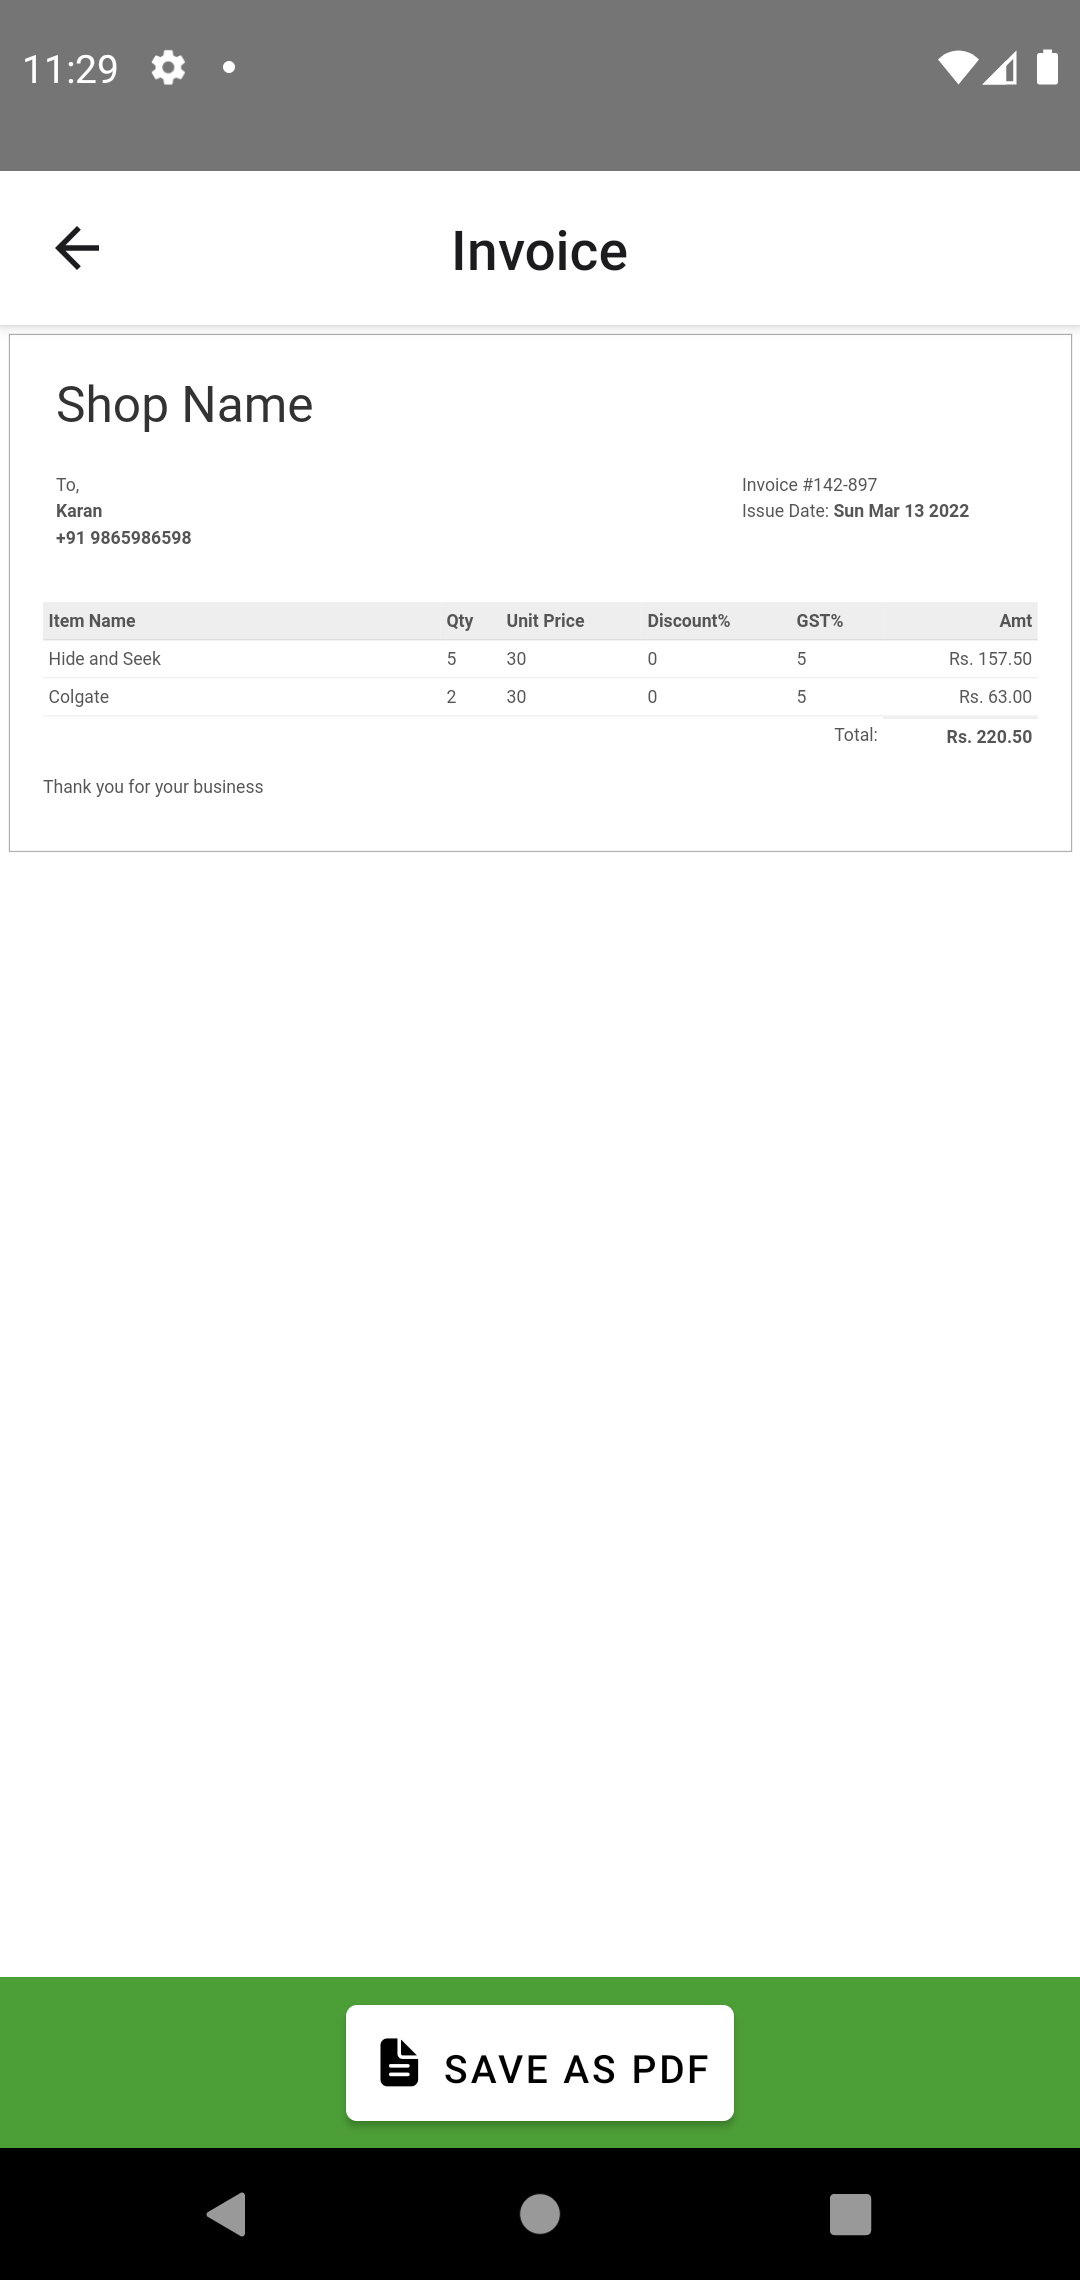 11:29
Invoice
Shop Name
To,
Karan
+91 9865986598
Invoice #142-897
Issue Date: Sun Mar 13 2022
Item Name Qty Unit Price Discount% GST% Amt
Hide and Seek 5 30 0 5 Rs. 157.50
Colgate 2 30 0 5 Rs. 63.00
Total: Rs. 220.50
Thank you for your business
SAVE AS PDF